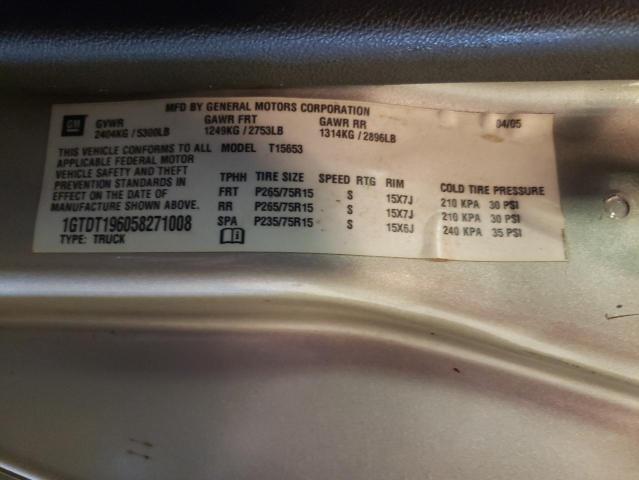 MFD BY GENERAL MOTORS CORPORATION
GM GVWR GAWR FRT GAWR RR 04/05
2404KG / 5300LB 1249KG / 2753LB 1314KG / 2896LB
THIS VEHICLE CONFORMS TO ALL MODEL T15653
APPLICABLE FEDERAL MOTOR
VEHICLE SAFETY AND THEFT
PREVENTION STANDARDS IN
EFFECT ON THE DATE OF
MANUFACTURE SHOWN ABOVE.
1GTDT196058271008
TYPE: TRUCK
TPHH TIRE SIZE SPEED RTG RIM COLD TIRE PRESSURE
FRT P265/75R15 S 15X7J 210 KPA 30 PSI
RR P265/75R15 S 15X7J 210 KPA 30 PSI
SPA P235/75R15 S 15X6J 240 KPA 35 PSI